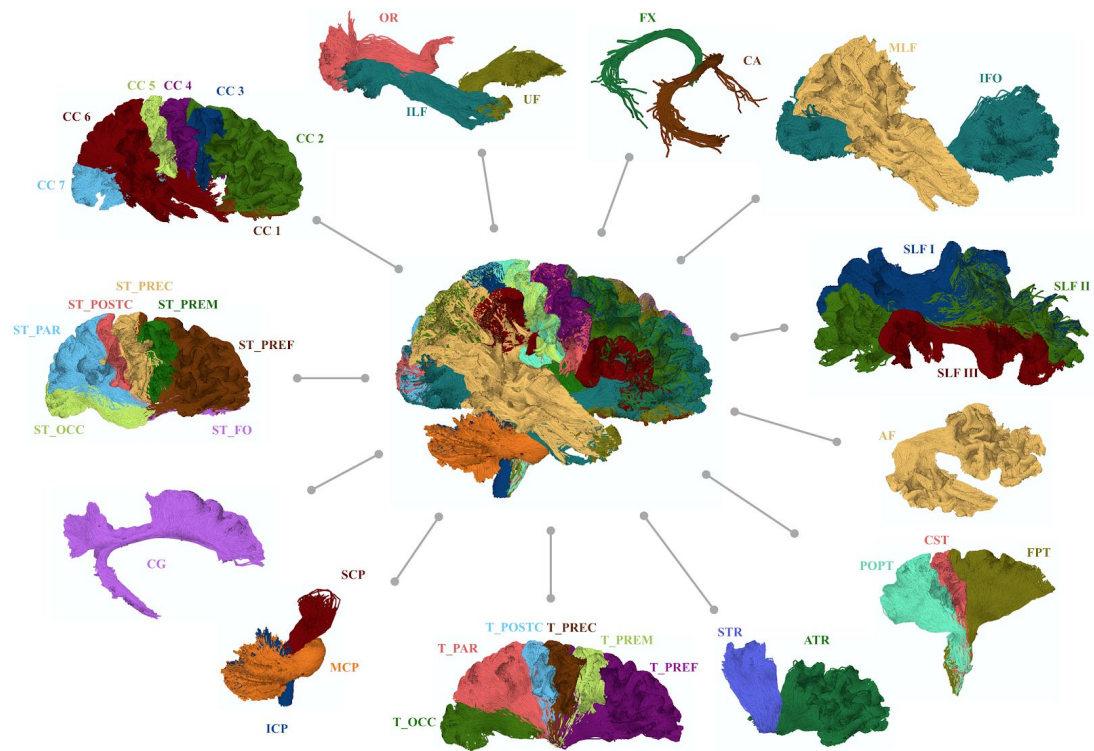 OR
ILF
UF
FX
CA
MLF
IFO
CC 5
CC 4
CC 3
CC 6
CC 2
CC 7
CC 1
SLF I
SLF II
SLF III
ST_PREC
ST_POSTC
ST_PREM
ST_PAR
ST_PREF
ST_OCC
ST_FO
AF
CG
CST
POPT
FPT
SCP
MCP
ICP
T_POSTC
T_PREC
T_PREM
T_PAR
T_PREF
T_OCC
STR
ATR